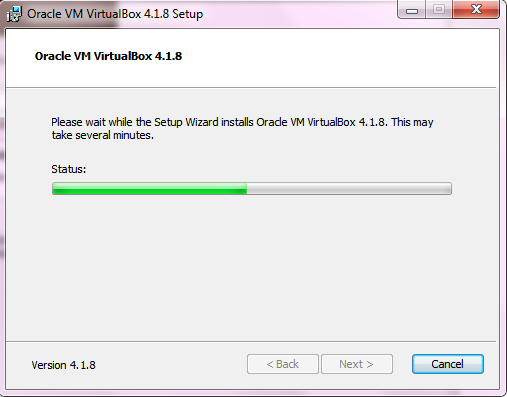 Oracle VM VirtualBox 4.1.8 Setup
Oracle VM VirtualBox 4.1.8
Please wait while the Setup Wizard installs Oracle VM VirtualBox 4.1.8. This may
take several minutes.
Status:
Version 4.1.8
< Back
Next >
Cancel